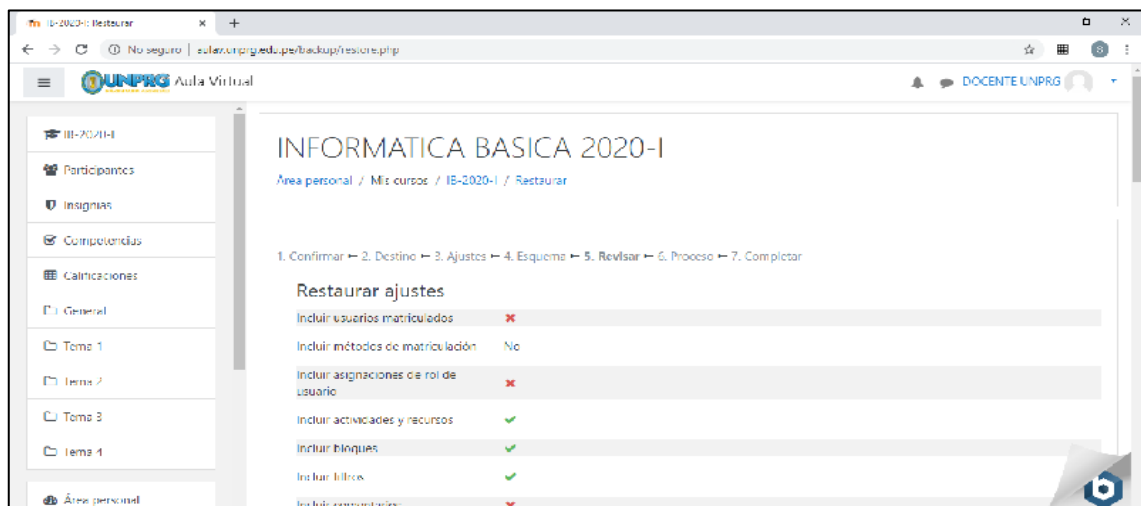 IB-2020-I: Restaurar
No seguro | aulav.unprg.edu.pe/backup/restore.php
S
UNPRG Aula Virtual
DOCENTE UNPRG
IB-2020-I
Participantes
Insignias
Competencias
Calificaciones
General
Tema 1
Tema 2
Tema 3
Tema 4
Área personal
INFORMATICA BASICA 2020-I
Área personal / Mis cursos / IB-2020-I / Restaurar
1. Confirmar ← 2. Destino ← 3. Ajustes ← 4. Esquema ← 5. Revisar ← 6. Proceso ← 7. Completar
Restaurar ajustes
Incluir usuarios matriculados
Incluir métodos de matriculación No
Incluir asignaciones de rol de
usuario
Incluir actividades y recursos
Incluir bloques
Incluir filtros
Incluir comentarios